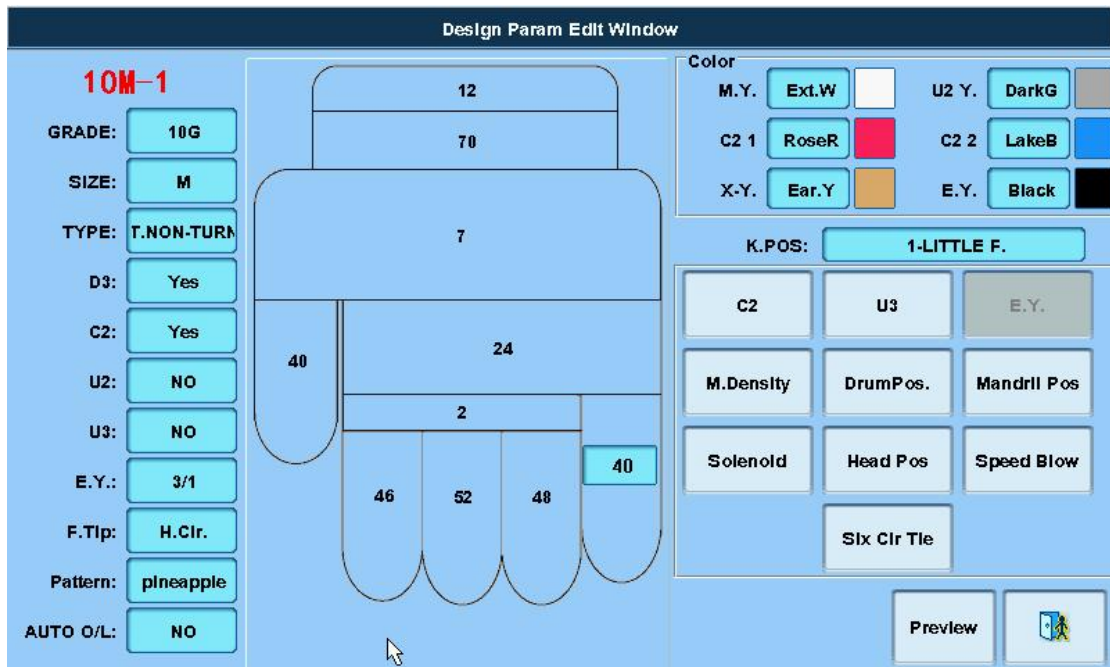 Design Param Edit Window
10M-1
GRADE: 10G
SIZE: M
TYPE: T.NON-TURN
D3: Yes
C2: Yes
U2: NO
U3: NO
E.Y.: 3/1
F.Tip: H.Cir.
Pattern: pineapple
AUTO O/L: NO
12
70
7
40
24
2
40
46 52 48
Color
M.Y. Ext.W U2 Y. DarkG
C2 1 RoseR C2 2 LakeB
X-Y. Ear.Y E.Y. Black
K.POS: 1-LITTLE F.
C2 U3 E.Y.
M.Density DrumPos. Mandril Pos
Solenoid Head Pos Speed Blow
Six Cir Tie
Preview